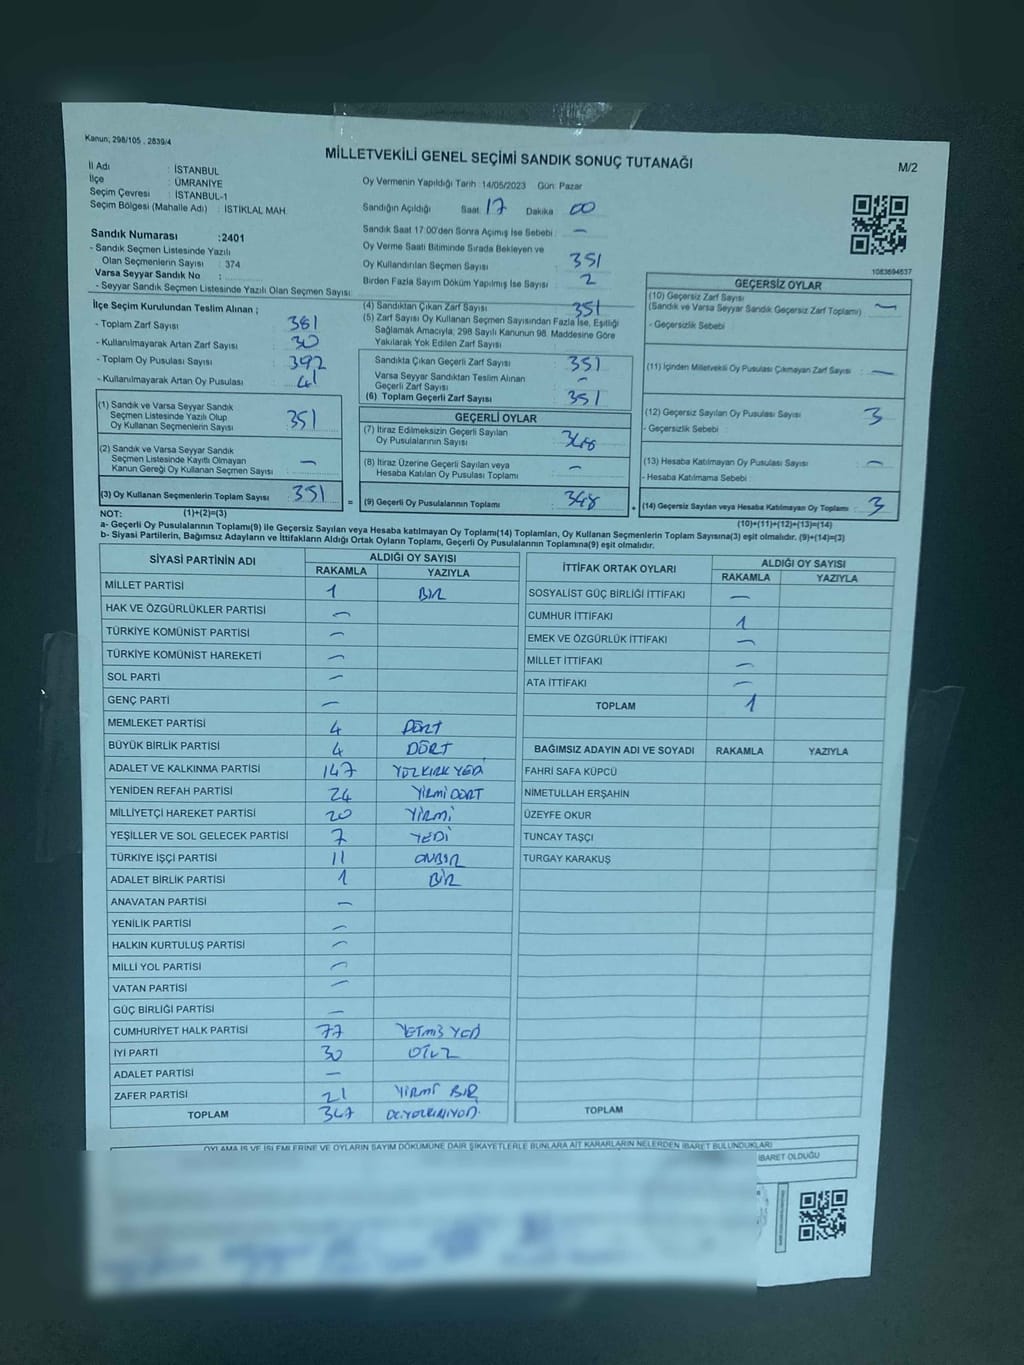 Kanun; 298/105 , 2839/4
MİLLETVEKİLİ GENEL SEÇİMİ SANDIK SONUÇ TUTANAĞI
M/2
İl Adı : İSTANBUL
İlçe : ÜMRANİYE
Seçim Çevresi : İSTANBUL-1
Seçim Bölgesi (Mahalle Adı) : İSTİKLAL MAH.
Sandık Numarası :2401
- Sandık Seçmen Listesinde Yazılı
Olan Seçmenlerin Sayısı : 374
Varsa Seyyar Sandık No :
- Seyyar Sandık Seçmen Listesinde Yazılı Olan Seçmen Sayısı:
Oy Vermenin Yapıldığı Tarih :14/05/2023 Gün: Pazar
Sandığın Açıldığı Saat 17 Dakika 00
Sandık Saat 17:00'den Sonra Açımış İse Sebebi : –
Oy Verme Saati Bitiminde Sırada Bekleyen ve
Oy Kullandırılan Seçmen Sayısı 351
Birden Fazla Sayım Döküm Yapılmış İse Sayısı : 2
1083694637
İlçe Seçim Kurulundan Teslim Alınan ;
- Toplam Zarf Sayısı : 381
- Kullanılmayarak Artan Zarf Sayısı : 30
- Toplam Oy Pusulası Sayısı : 392
- Kullanılmayarak Artan Oy Pusulası : 41
(1) Sandık ve Varsa Seyyar Sandık
Seçmen Listesinde Yazılı Olup
Oy Kullanan Seçmenlerin Sayısı : 351
(2) Sandık ve Varsa Seyyar Sandık
Seçmen Listesinde Kayıtlı Olmayan
Kanun Gereği Oy Kullanan Seçmen Sayısı : –
(3) Oy Kullanan Seçmenlerin Toplam Sayısı : 351 =
(4) Sandıktan Çıkan Zarf Sayısı : 351
(5) Zarf Sayısı Oy Kullanan Seçmen Sayısından Fazla İse, Eşitliği
Sağlamak Amacıyla, 298 Sayılı Kanunun 98. Maddesine Göre
Yakılarak Yok Edilen Zarf Sayısı :
Sandıkta Çıkan Geçerli Zarf Sayısı : 351
Varsa Seyyar Sandıktan Teslim Alınan
Geçerli Zarf Sayısı : –
(6) Toplam Geçerli Zarf Sayısı : 351
GEÇERLİ OYLAR
(7) İtiraz Edilmeksizin Geçerli Sayılan
Oy Pusulalarının Sayısı : 348
(8) İtiraz Üzerine Geçerli Sayılan veya
Hesaba Katılan Oy Pusulası Toplamı : –
(9) Geçerli Oy Pusulalarının Toplamı : 348 +
GEÇERSİZ OYLAR
(10) Geçersiz Zarf Sayısı
(Sandık ve Varsa Seyyar Sandık Geçersiz Zarf Toplamı) : –
- Geçersizlik Sebebi :
(11) İçinden Milletvekili Oy Pusulası Çıkmayan Zarf Sayısı : –
(12) Geçersiz Sayılan Oy Pusulası Sayısı : 3
- Geçersizlik Sebebi :
(13) Hesaba Katılmayan Oy Pusulası Sayısı : –
- Hesaba Katılmama Sebebi :
(14) Geçersiz Sayılan veya Hesaba Katılmayan Oy Toplamı : 3
NOT: (1)+(2)=(3)
(10)+(11)+(12)+(13)=(14)
a- Geçerli Oy Pusulalarının Toplamı(9) ile Geçersiz Sayılan veya Hesaba katılmayan Oy Toplamı(14) Toplamları, Oy Kullanan Seçmenlerin Toplam Sayısına(3) eşit olmalıdır. (9)+(14)=(3)
b- Siyasi Partilerin, Bağımsız Adayların ve İttifakların Aldığı Ortak Oyların Toplamı, Geçerli Oy Pusulalarının Toplamına(9) eşit olmalıdır.
SİYASİ PARTİNİN ADI ALDIĞI OY SAYISI
RAKAMLA YAZIYLA
MİLLET PARTİSİ 1 BİR
HAK VE ÖZGÜRLÜKLER PARTİSİ –
TÜRKİYE KOMÜNİST PARTİSİ –
TÜRKİYE KOMÜNİST HAREKETİ –
SOL PARTİ –
GENÇ PARTİ –
MEMLEKET PARTİSİ 4 DÖRT
BÜYÜK BİRLİK PARTİSİ 4 DÖRT
ADALET VE KALKINMA PARTİSİ 147 YÜZ KIRK YEDİ
YENİDEN REFAH PARTİSİ 24 YİRMİ DÖRT
MİLLİYETÇİ HAREKET PARTİSİ 20 YİRMİ
YEŞİLLER VE SOL GELECEK PARTİSİ 7 YEDİ
TÜRKİYE İŞÇİ PARTİSİ 11 ONBİR
ADALET BİRLİK PARTİSİ 1 BİR
ANAVATAN PARTİSİ –
YENİLİK PARTİSİ –
HALKIN KURTULUŞ PARTİSİ –
MİLLİ YOL PARTİSİ –
VATAN PARTİSİ –
GÜÇ BİRLİĞİ PARTİSİ –
CUMHURİYET HALK PARTİSİ 77 YETMİŞ YEDİ
İYİ PARTİ 30 OTUZ
ADALET PARTİSİ –
ZAFER PARTİSİ 21 YİRMİ BİR
TOPLAM 347
İTTİFAK ORTAK OYLARI ALDIĞI OY SAYISI
RAKAMLA YAZIYLA
SOSYALİST GÜÇ BİRLİĞİ İTTİFAKI –
CUMHUR İTTİFAKI 1
EMEK VE ÖZGÜRLÜK İTTİFAKI –
MİLLET İTTİFAKI –
ATA İTTİFAKI –
TOPLAM 1
BAĞIMSIZ ADAYIN ADI VE SOYADI RAKAMLA YAZIYLA
FAHRİ SAFA KÜPCÜ
NİMETULLAH ERŞAHİN
ÜZEYFE OKUR
TUNCAY TAŞÇI
TURGAY KARAKUŞ
TOPLAM
OYLAMA İŞ VE İŞLEMLERİNE VE OYLARIN SAYIM DÖKÜMÜNE DAİR ŞİKAYETLERLE BUNLARA AİT KARARLARIN NELERDEN İBARET BULUNDUKLARI
İBARET OLDUĞU